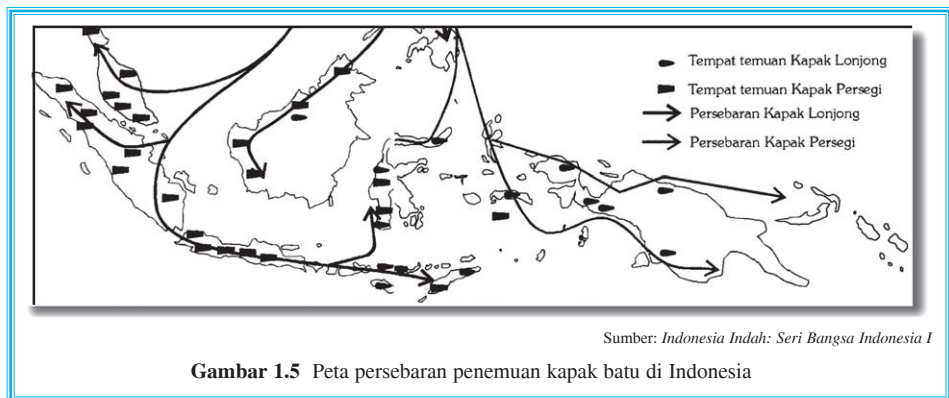 Tempat temuan Kapak Lonjong
Tempat temuan Kapak Persegi
Persebaran Kapak Lonjong
Persebaran Kapak Persegi
Sumber: Indonesia Indah: Seri Bangsa Indonesia I
Gambar 1.5 Peta persebaran penemuan kapak batu di Indonesia